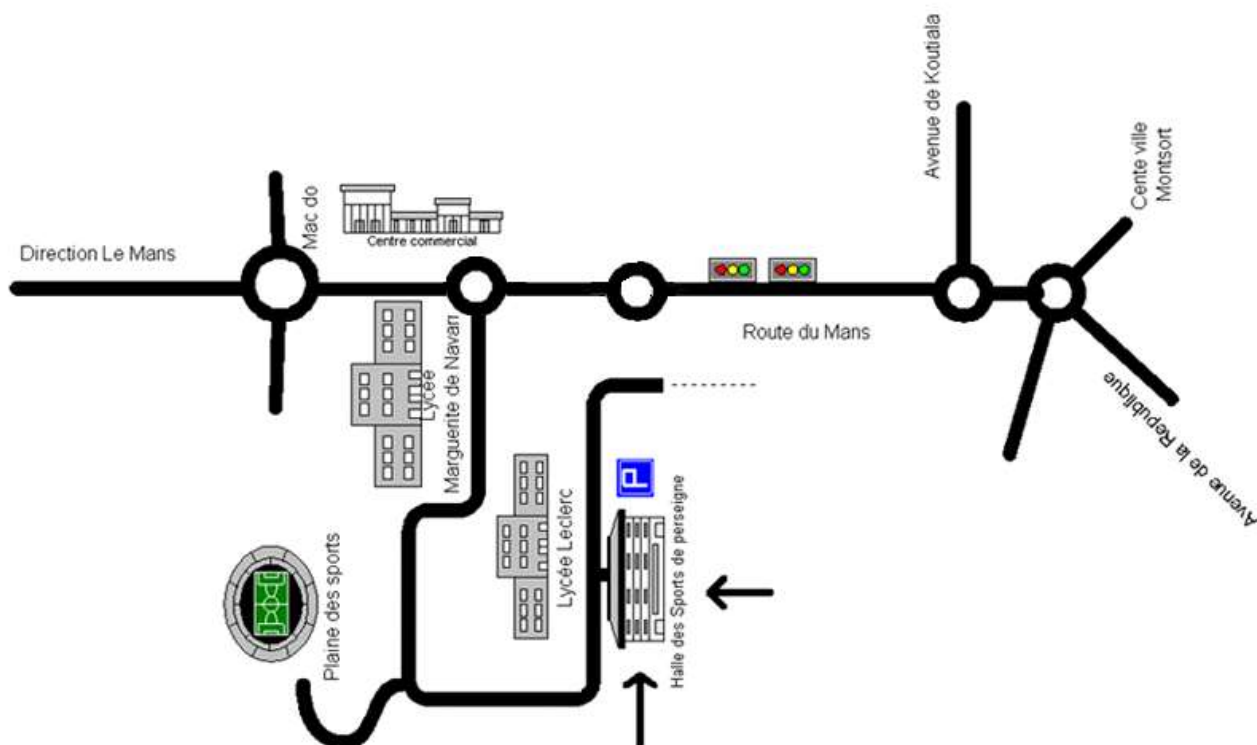 Avenue de Koutiala
Cente ville
Montsort
Mac do
Centre commercial
Direction Le Mans
Route du Mans
Lycée
Marguerite de Navarr
Avenue de la Republique
P
Lycée Leclerc
Halle des Sports de perseigne
Plaine des sports